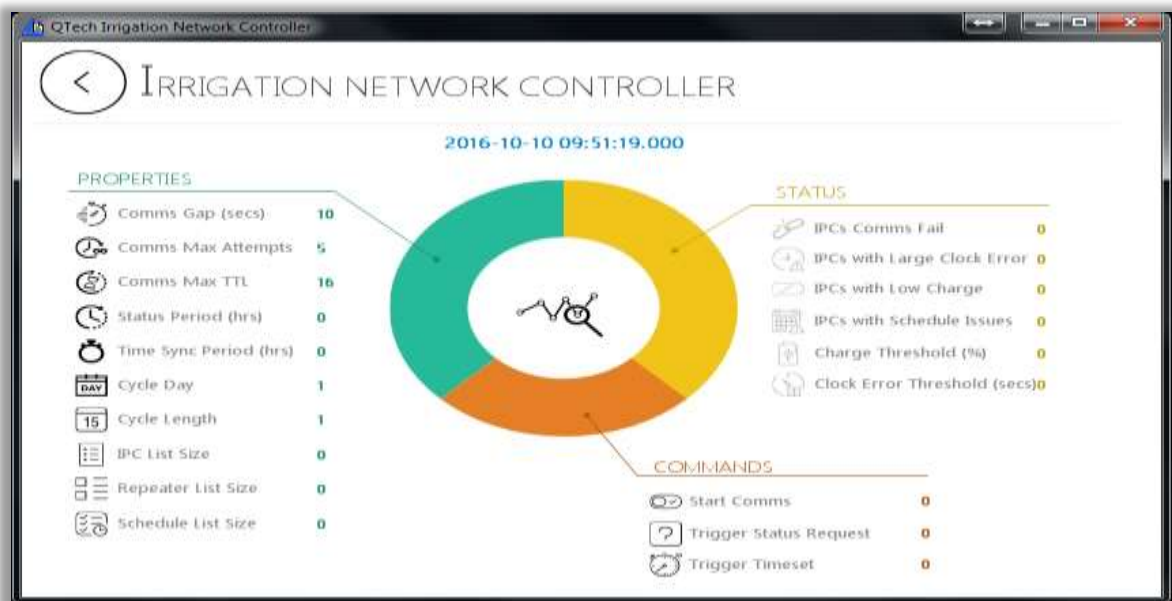 QTech Irrigation Network Controller
IRRIGATION NETWORK CONTROLLER
2016-10-10 09:51:19.000
PROPERTIES
Comms Gap (secs) 10
Comms Max Attempts 5
Comms Max TTL 16
Status Period (hrs) 0
Time Sync Period (hrs) 0
DAY Cycle Day 1
15 Cycle Length 1
IPC List Size 0
Repeater List Size 0
Schedule List Size 0
STATUS
IPCs Comms Fail 0
IPCs with Large Clock Error 0
IPCs with Low Charge 0
IPCs with Schedule Issues 0
Charge Threshold (%) 0
Clock Error Threshold (secs)0
COMMANDS
Start Comms 0
? Trigger Status Request 0
Trigger Timeset 0